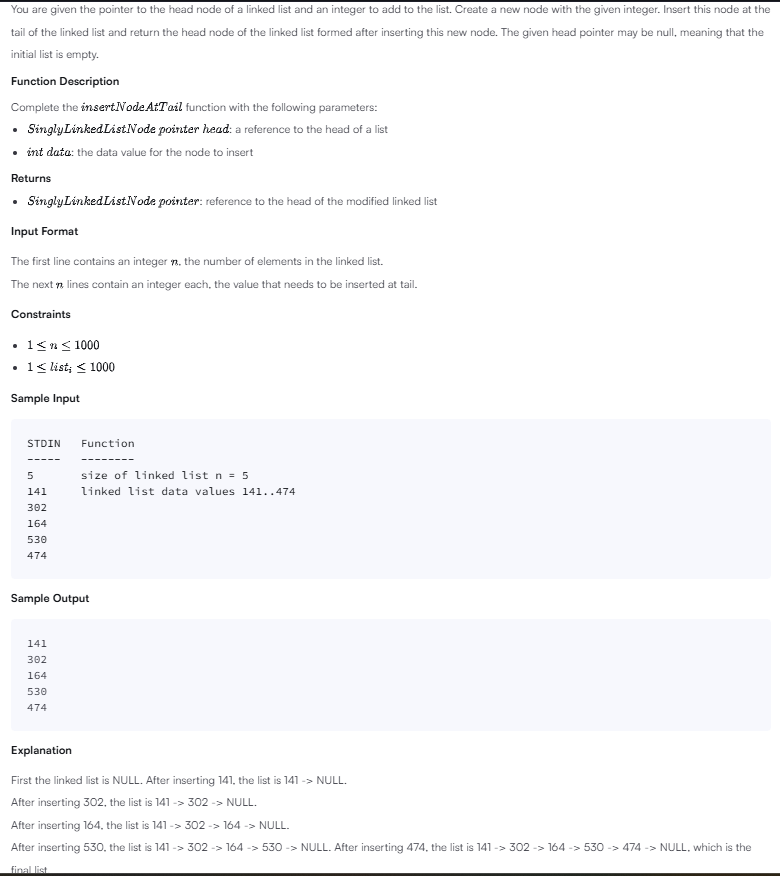 You are given the pointer to the head node of a linked list and an integer to add to the list. Create a new node with the given integer. Insert this node at the
tail of the linked list and return the head node of the linked list formed after inserting this new node. The given head pointer may be null, meaning that the
initial list is empty.
Function Description
Complete the insertNodeAtTail function with the following parameters:
• SinglyLinkedListNode pointer head: a reference to the head of a list
• int data: the data value for the node to insert
Returns
• SinglyLinkedListNode pointer: reference to the head of the modified linked list
Input Format
The first line contains an integer n, the number of elements in the linked list.
The next n lines contain an integer each, the value that needs to be inserted at tail.
Constraints
• 1 ≤ n ≤ 1000
• 1 ≤ listᵢ ≤ 1000
Sample Input
STDIN   Function
-----   --------
5       size of linked list n = 5
141     linked list data values 141..474
302
164
530
474
Sample Output
141
302
164
530
474
Explanation
First the linked list is NULL. After inserting 141, the list is 141 -> NULL.
After inserting 302, the list is 141 -> 302 -> NULL.
After inserting 164, the list is 141 -> 302 -> 164 -> NULL.
After inserting 530, the list is 141 -> 302 -> 164 -> 530 -> NULL. After inserting 474, the list is 141 -> 302 -> 164 -> 530 -> 474 -> NULL, which is the
final list.